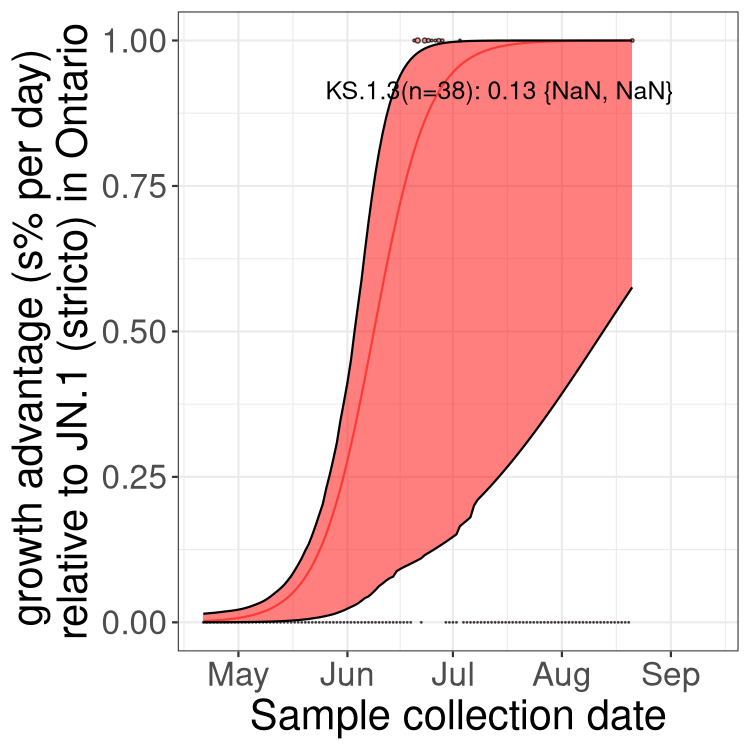 growth advantage (s% per day)
relative to JN.1 (stricto) in Ontario
1.00
0.75
0.50
0.25
0.00
KS.1.3(n=38): 0.13 {NaN, NaN}
May Jun Jul Aug Sep
Sample collection date